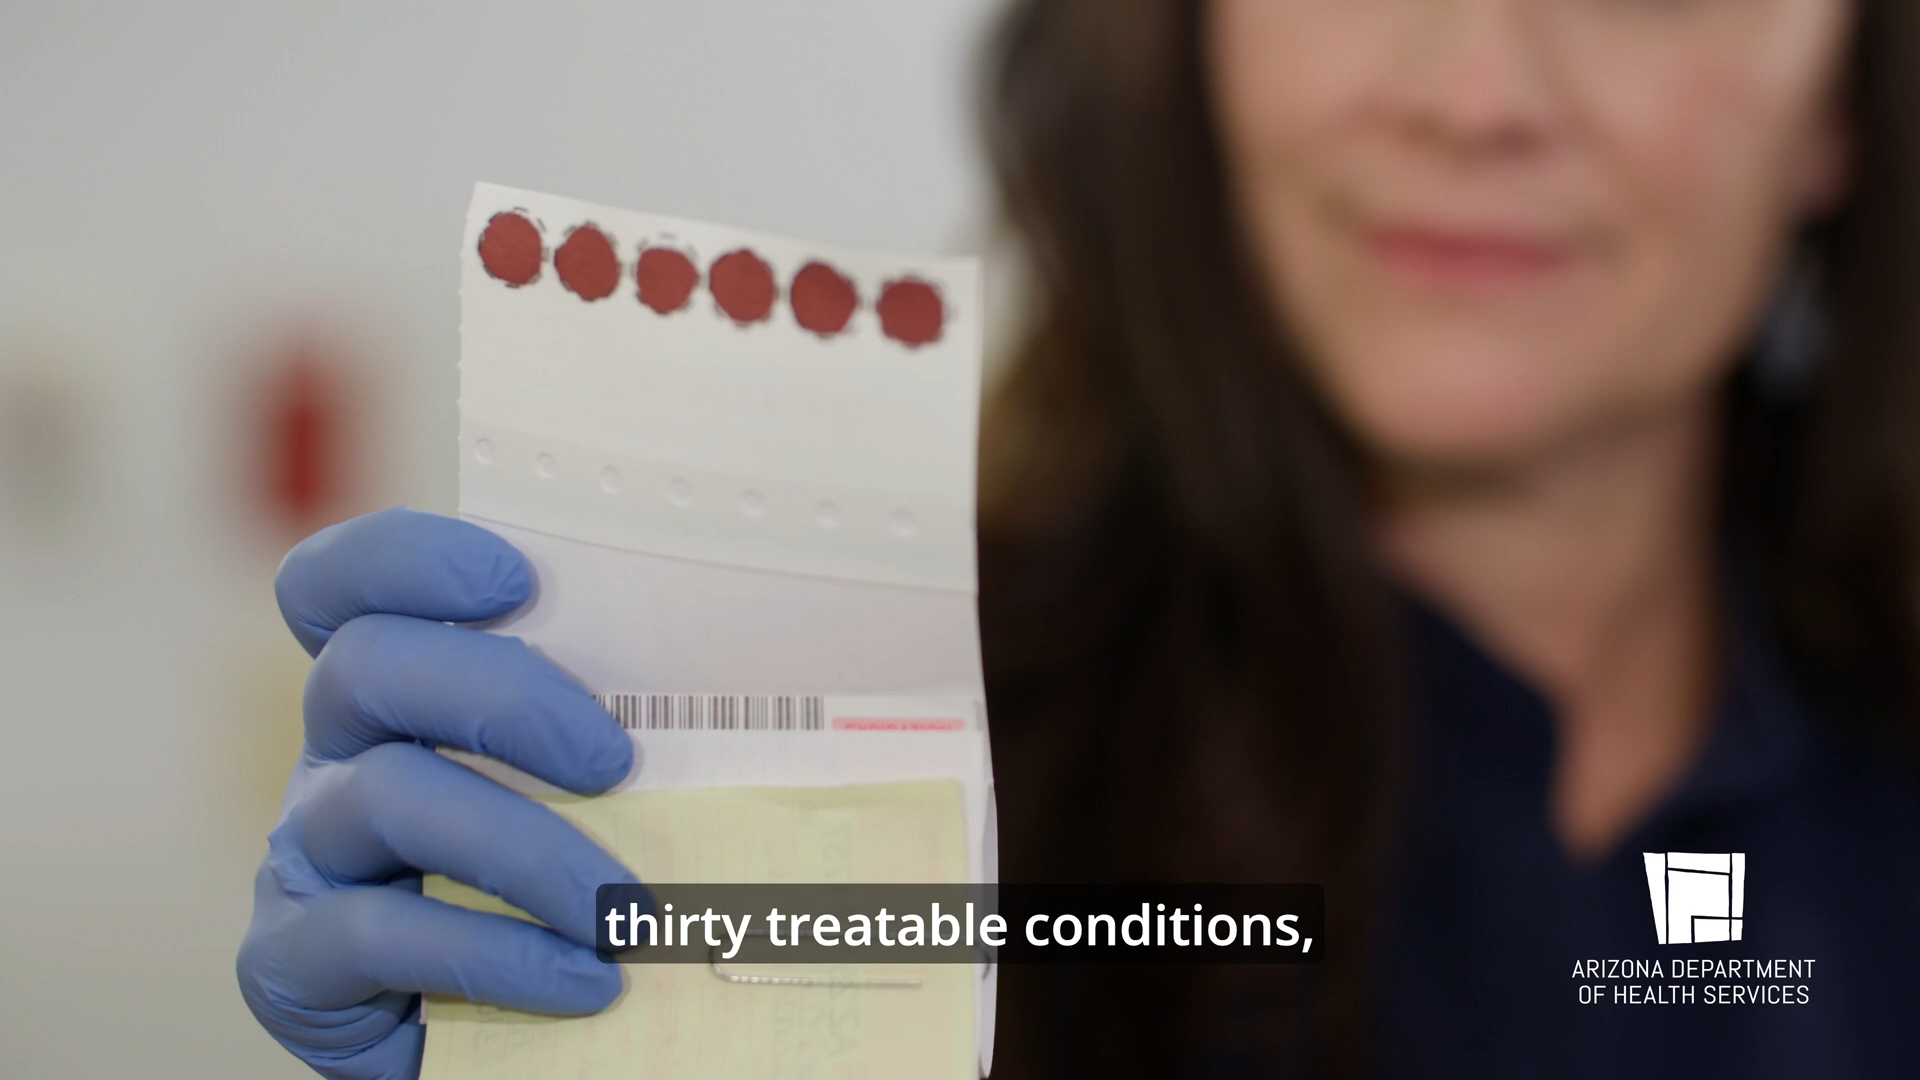 thirty treatable conditions,
ARIZONA DEPARTMENT
OF HEALTH SERVICES